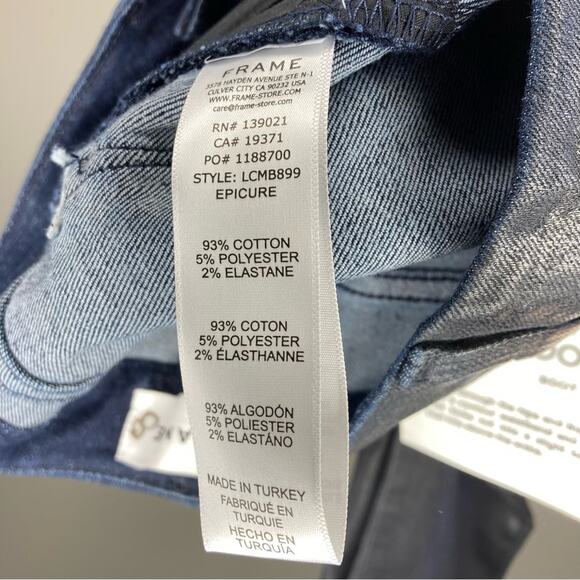 FRAME
3578 HAYDEN AVENUE STE N-1
CULVER CITY CA 90232 USA
WWW.FRAME-STORE.COM
care@frame-store.com
RN# 139021
CA# 19371
PO# 1188700
STYLE: LCMB899
EPICURE
93% COTTON
5% POLYESTER
2% ELASTANE
93% COTON
5% POLYESTER
2% ÉLASTHANNE
93% ALGODÓN
5% POLIESTER
2% ELASTÁNO
MADE IN TURKEY
FABRIQUÉ EN
TURQUIE
HECHO EN
TURQUÍA